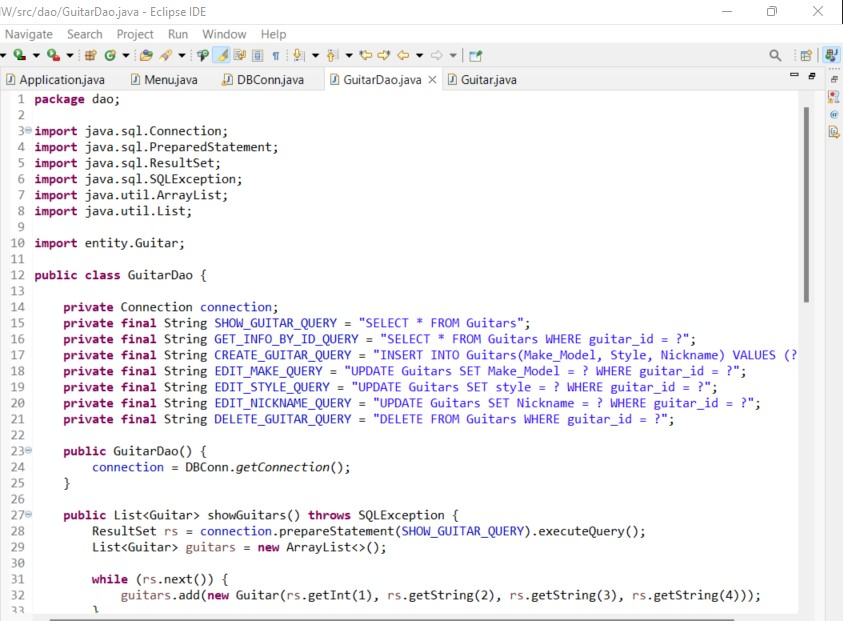 W/src/dao/GuitarDao.java - Eclipse IDE
Navigate Search Project Run Window Help
Application.java Menu.java DBConn.java GuitarDao.java Guitar.java
1 package dao;
2
3 import java.sql.Connection;
4 import java.sql.PreparedStatement;
5 import java.sql.ResultSet;
6 import java.sql.SQLException;
7 import java.util.ArrayList;
8 import java.util.List;
9
10 import entity.Guitar;
11
12 public class GuitarDao {
13
14 private Connection connection;
15 private final String SHOW_GUITAR_QUERY = "SELECT * FROM Guitars";
16 private final String GET_INFO_BY_ID_QUERY = "SELECT * FROM Guitars WHERE guitar_id = ?";
17 private final String CREATE_GUITAR_QUERY = "INSERT INTO Guitars(Make_Model, Style, Nickname) VALUES (?
18 private final String EDIT_MAKE_QUERY = "UPDATE Guitars SET Make_Model = ? WHERE guitar_id = ?";
19 private final String EDIT_STYLE_QUERY = "UPDATE Guitars SET style = ? WHERE guitar_id = ?";
20 private final String EDIT_NICKNAME_QUERY = "UPDATE Guitars SET Nickname = ? WHERE guitar_id = ?";
21 private final String DELETE_GUITAR_QUERY = "DELETE FROM Guitars WHERE guitar_id = ?";
22
23 public GuitarDao() {
24 connection = DBConn.getConnection();
25 }
26
27 public List<Guitar> showGuitars() throws SQLException {
28 ResultSet rs = connection.prepareStatement(SHOW_GUITAR_QUERY).executeQuery();
29 List<Guitar> guitars = new ArrayList<>();
30
31 while (rs.next()) {
32 guitars.add(new Guitar(rs.getInt(1), rs.getString(2), rs.getString(3), rs.getString(4)));
33 }